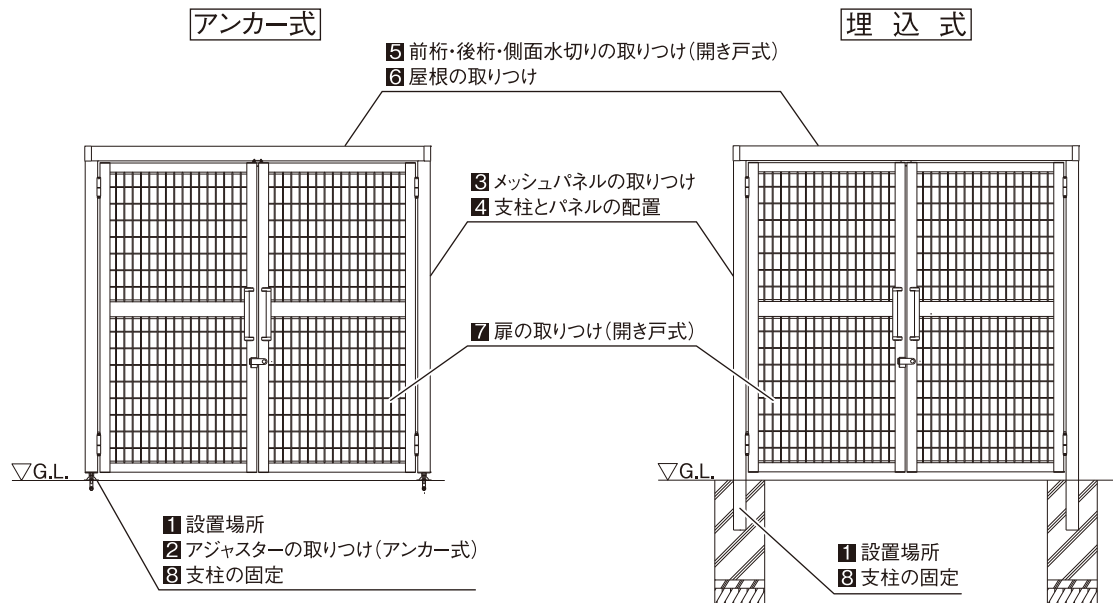 アンカー式
埋込式
5 前桁・後桁・側面水切りの取りつけ(開き戸式)
6 屋根の取りつけ
3 メッシュパネルの取りつけ
4 支柱とパネルの配置
7 扉の取りつけ(開き戸式)
▽G.L.
▽G.L.
1 設置場所
2 アジャスターの取りつけ(アンカー式)
8 支柱の固定
1 設置場所
8 支柱の固定